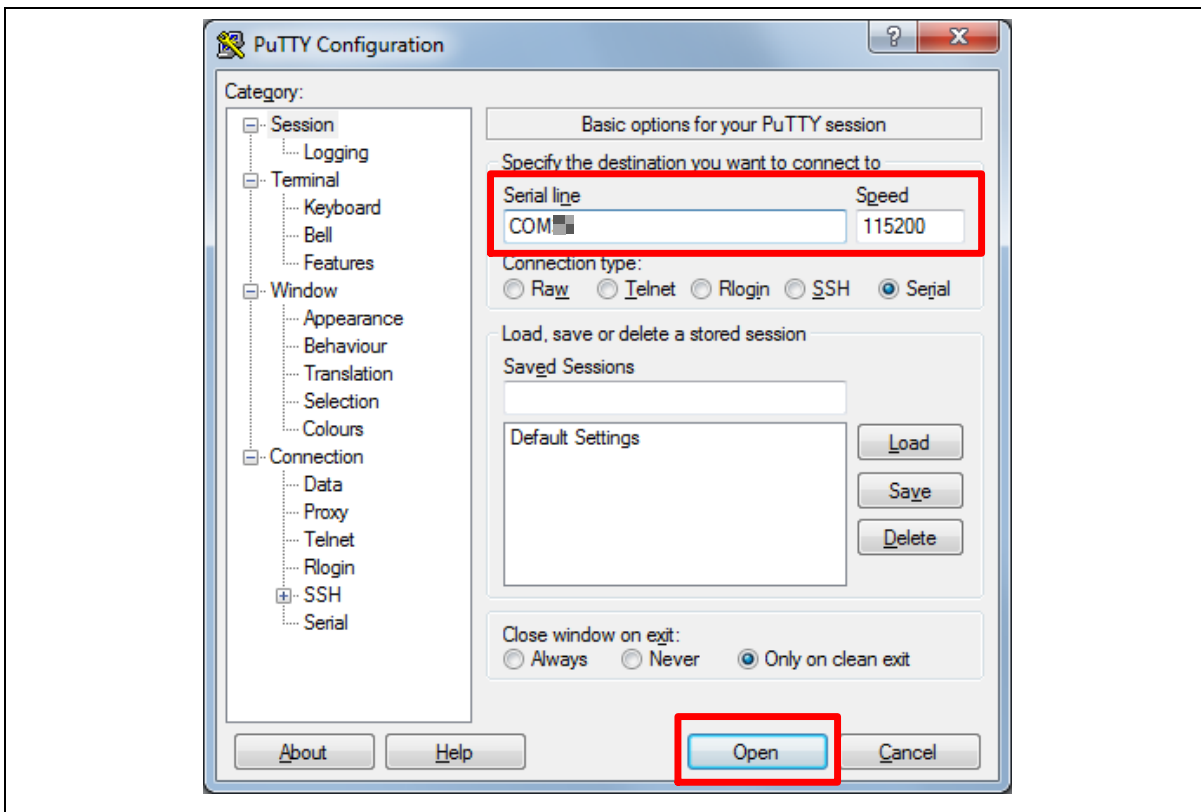 PuTTY Configuration
Category:
Session
Logging
Terminal
Keyboard
Bell
Features
Window
Appearance
Behaviour
Translation
Selection
Colours
Connection
Data
Proxy
Telnet
Rlogin
SSH
Serial
Basic options for your PuTTY session
Specify the destination you want to connect to
Serial line Speed
COM 115200
Connection type:
Raw Telnet Rlogin SSH Serial
Load, save or delete a stored session
Saved Sessions
Default Settings
Load
Save
Delete
Close window on exit:
Always Never Only on clean exit
About Help Open Cancel